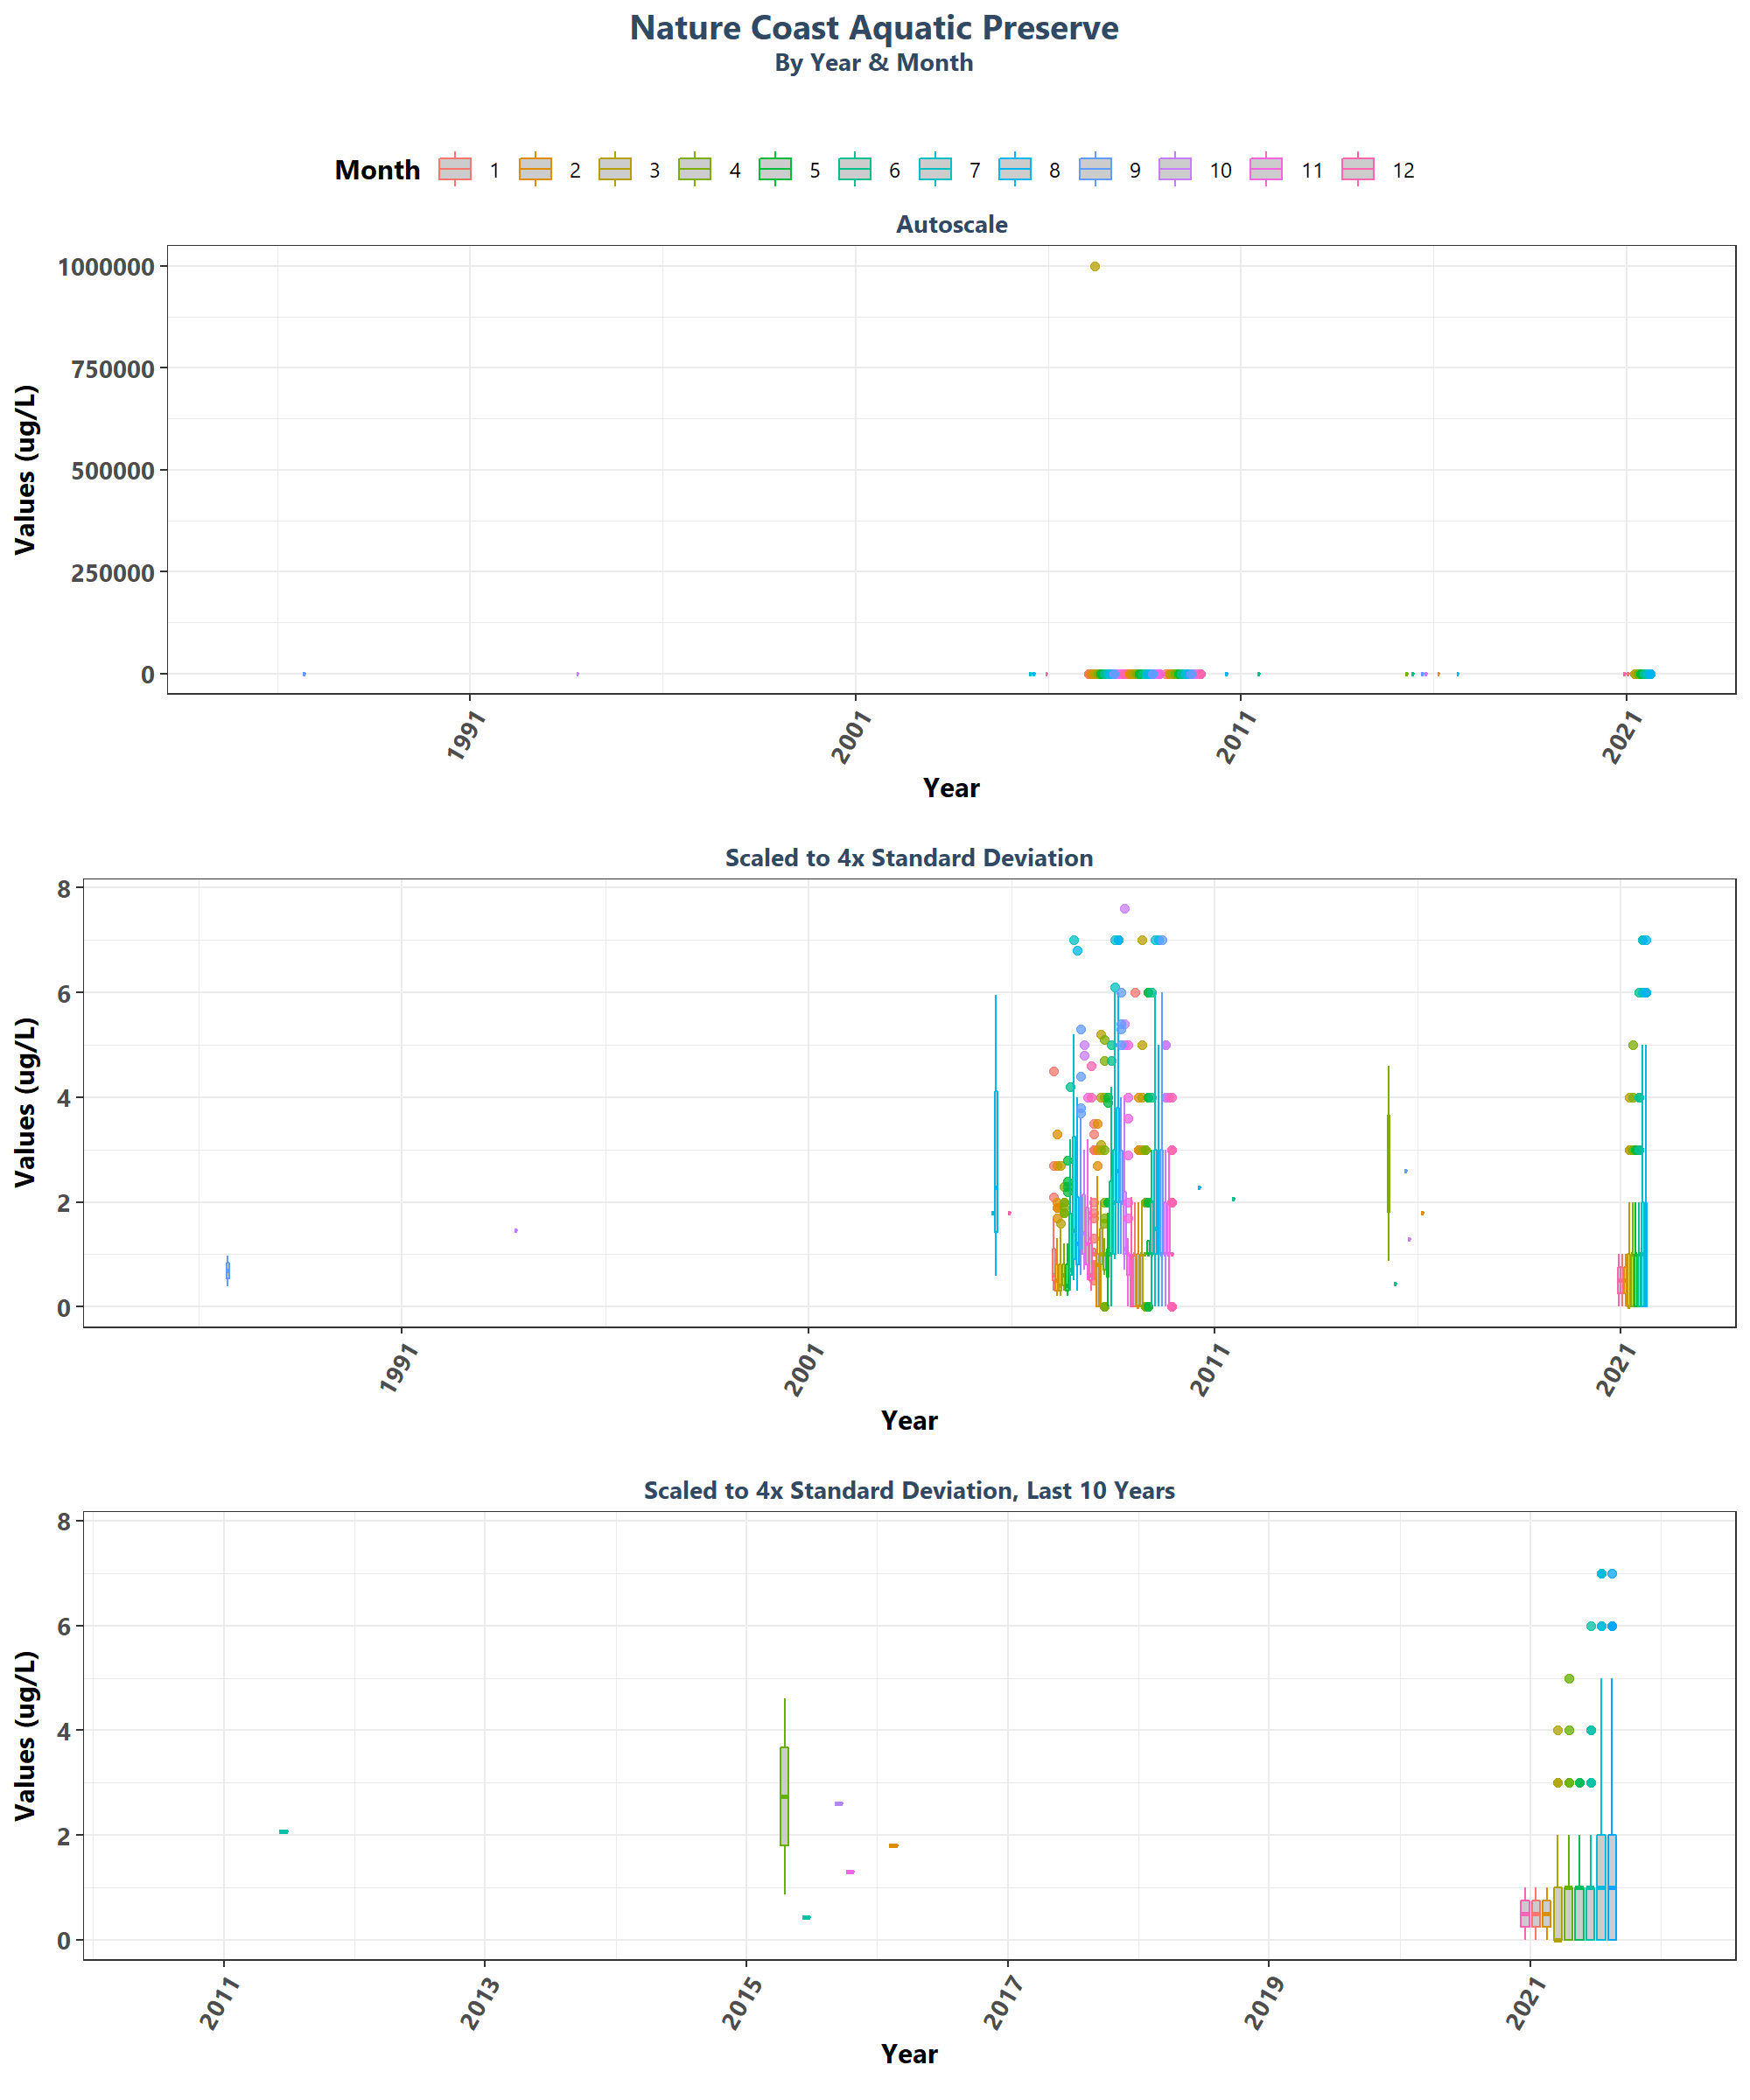 Nature Coast Aquatic Preserve
By Year & Month
Month 1 2 3 4 5 6 7 8 9 10 11 12
Autoscale
Values (ug/L)
1000000
750000
500000
250000
0
1991 2001 2011 2021
Year
Scaled to 4x Standard Deviation
Values (ug/L)
8
6
4
2
0
1991 2001 2011 2021
Year
Scaled to 4x Standard Deviation, Last 10 Years
Values (ug/L)
8
6
4
2
0
2011 2013 2015 2017 2019 2021
Year